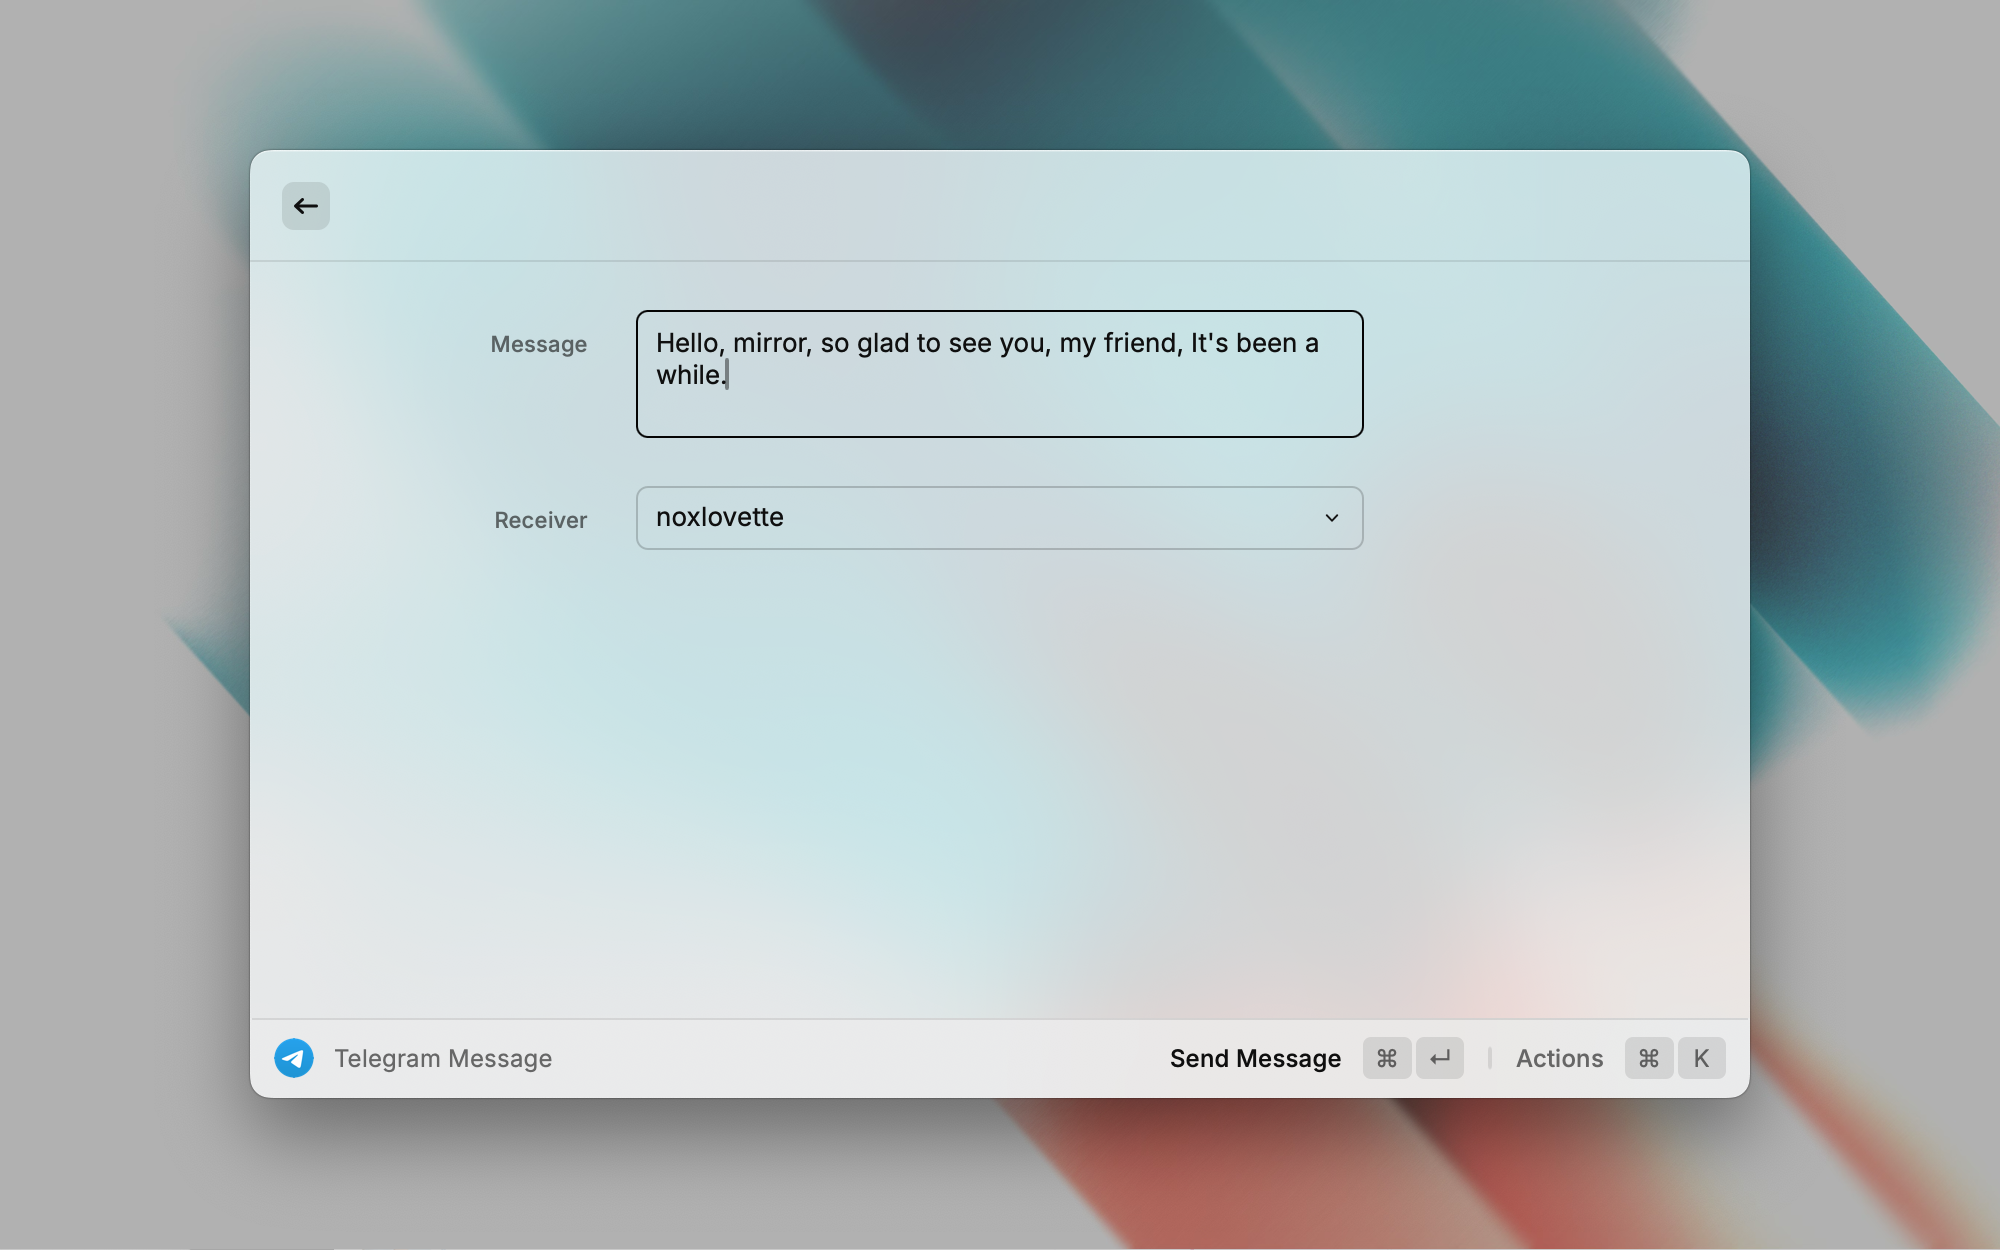 Message
Hello, mirror, so glad to see you, my friend, It's been a
while.
Receiver
noxlovette
Telegram Message
Send Message ⌘ ↵ Actions ⌘ K